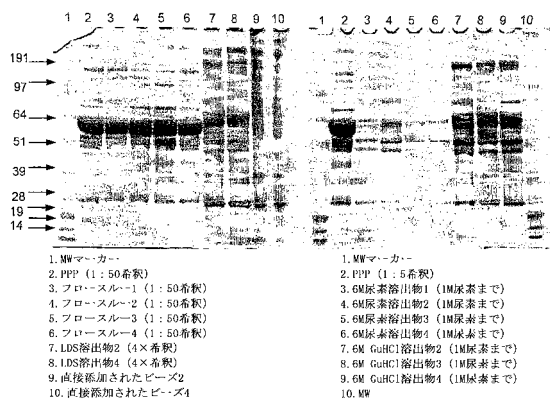 1 2 3 4 5 6 7 8 9 10
191
97
64
51
39
28
19
14
1 2 3 4 5 6 7 8 9 10
1. MWマーカー
2. PPP (1：50希釈)
3. フロースルー1 (1：50希釈)
4. フロースルー2 (1：50希釈)
5. フロースルー3 (1：50希釈)
6. フロースルー4 (1：50希釈)
7. LDS溶出物2 (4×希釈)
8. LDS溶出物4 (4×希釈)
9. 直接添加されたビーズ2
10. 直接添加されたビーズ4
1. MWマーカー
2. PPP (1：5希釈)
3. 6M尿素溶出物1 (1M尿素まで)
4. 6M尿素溶出物2 (1M尿素まで)
5. 6M尿素溶出物3 (1M尿素まで)
6. 6M尿素溶出物4 (1M尿素まで)
7. 6M GuHCl溶出物2 (1M尿素まで)
8. 6M GuHCl溶出物3 (1M尿素まで)
9. 6M GuHCl溶出物4 (1M尿素まで)
10. MW